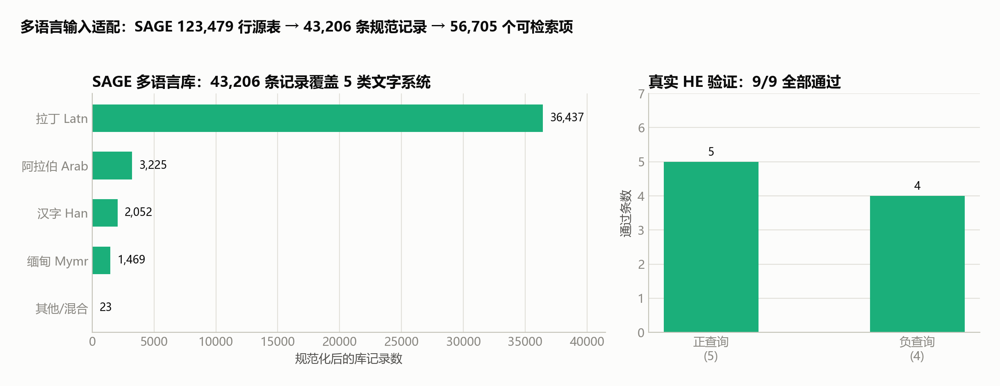 多语言输入适配：SAGE 123,479 行源表 → 43,206 条规范记录 → 56,705 个可检索项
SAGE 多语言库：43,206 条记录覆盖 5 类文字系统
拉丁 Latn
36,437
阿拉伯 Arab
3,225
汉字 Han
2,052
缅甸 Mymr
1,469
其他/混合
23
0 5000 10000 15000 20000 25000 30000 35000 40000
规范化后的库记录数
真实 HE 验证：9/9 全部通过
通过条数
7
6
5
4
3
2
1
0
5
4
正查询
(5)
负查询
(4)